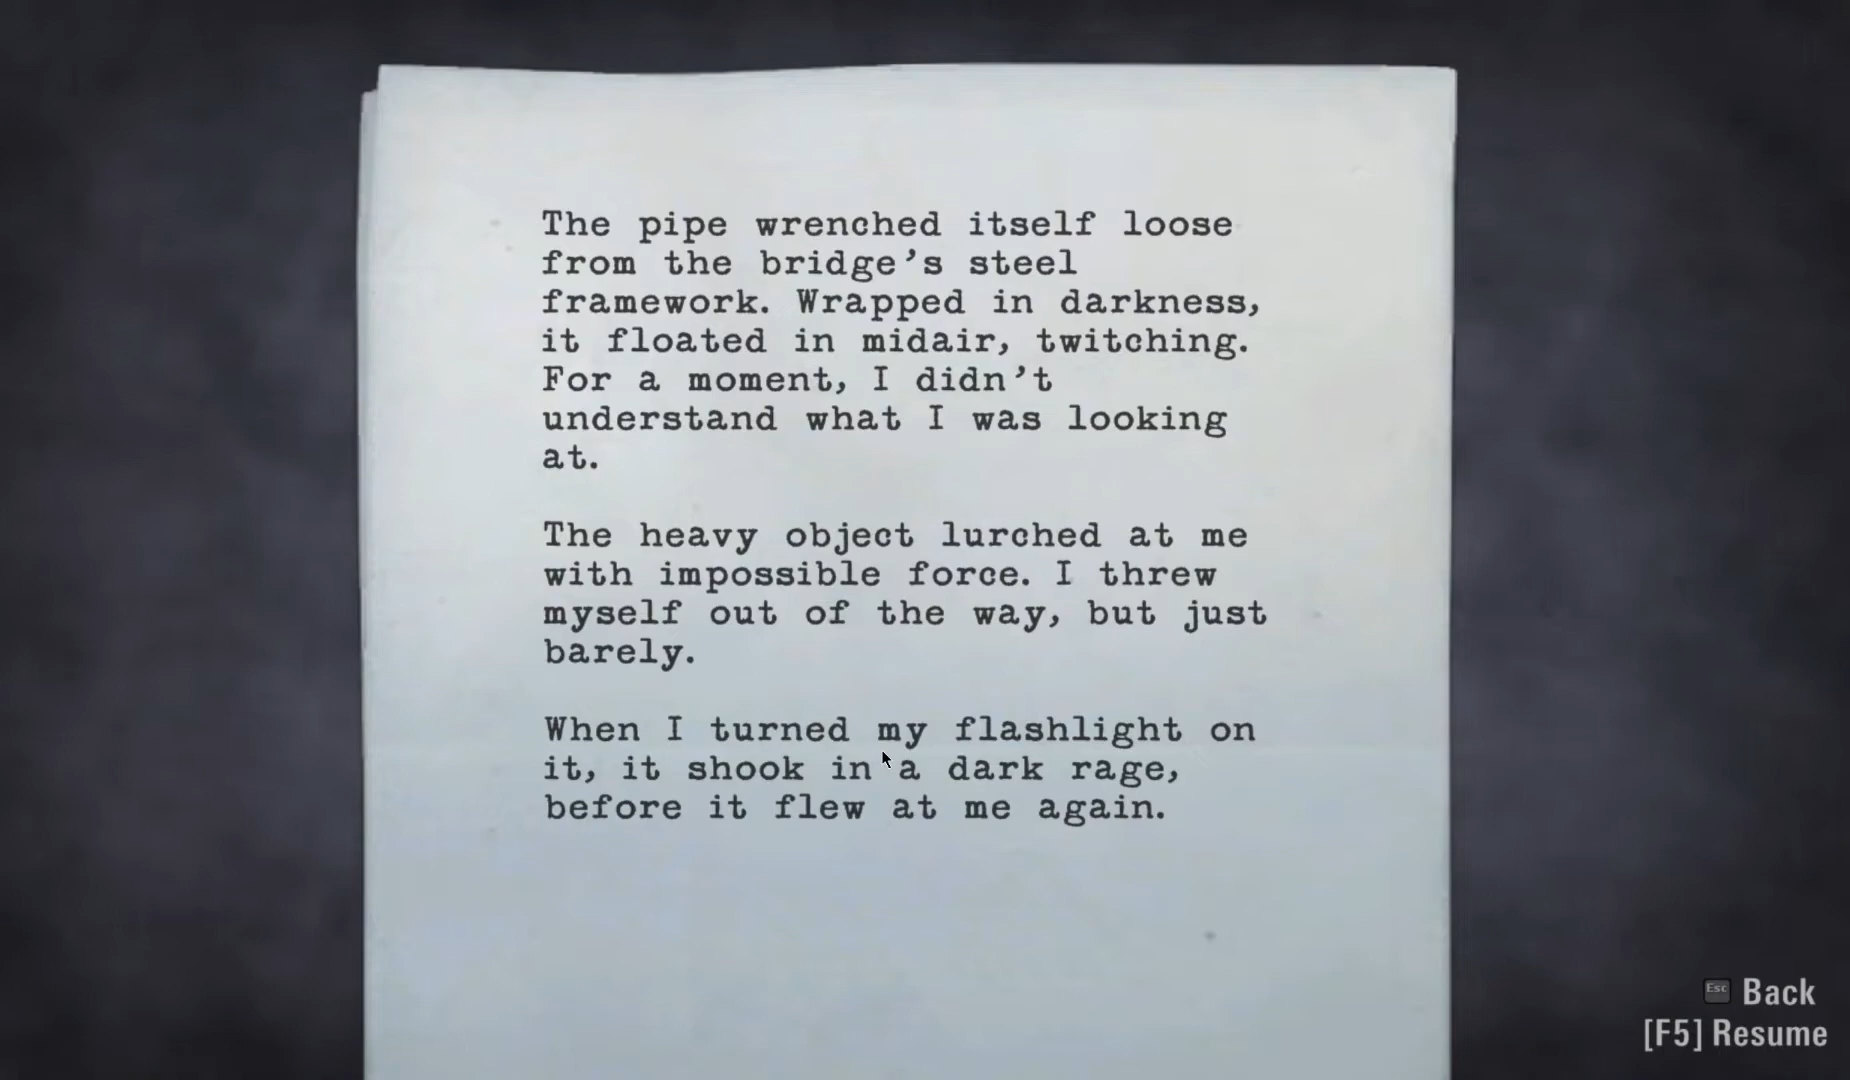 The pipe wrenched itself loose
from the bridge’s steel
framework. Wrapped in darkness,
it floated in midair, twitching.
For a moment, I didn’t
understand what I was looking
at.
The heavy object lurched at me
with impossible force. I threw
myself out of the way, but just
barely.
When I turned my flashlight on
it, it shook in a dark rage,
before it flew at me again.
Esc Back
[F5] Resume